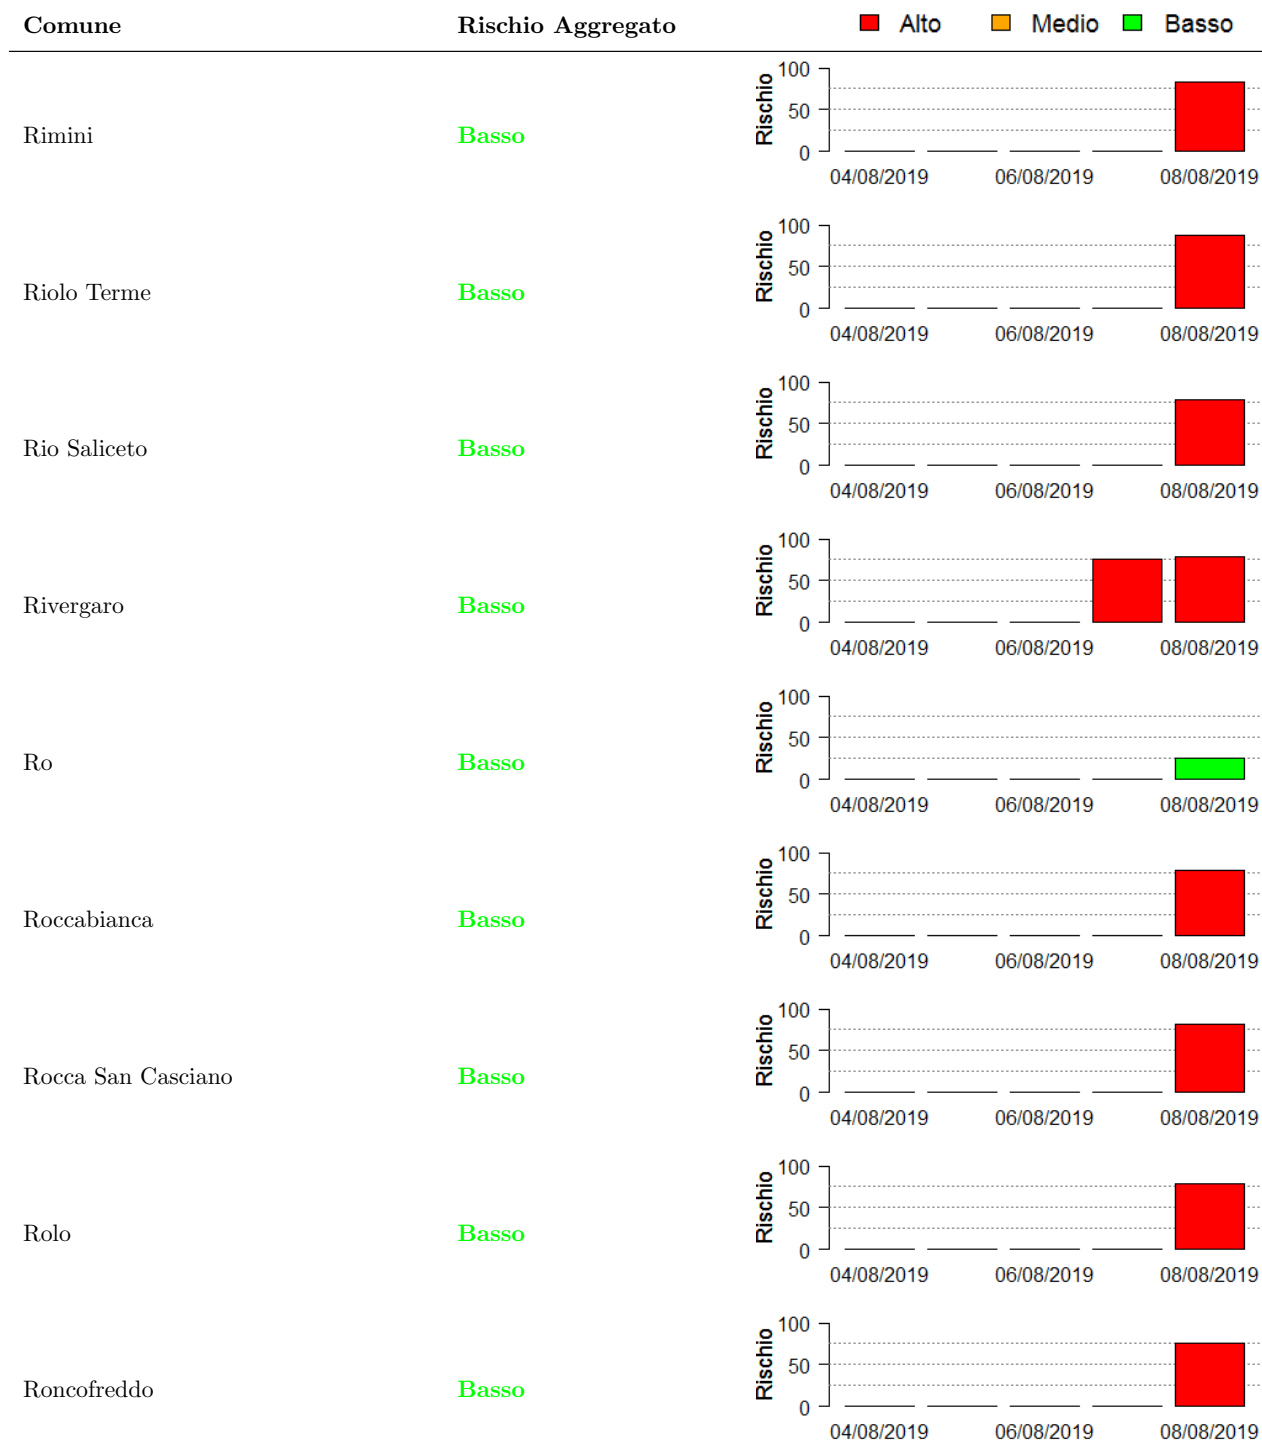 Comune Rischio Aggregato Alto Medio Basso
100
50
0
Rischio
Rimini Basso
04/08/2019 06/08/2019 08/08/2019
100
50
0
Rischio
Riolo Terme Basso
04/08/2019 06/08/2019 08/08/2019
100
50
0
Rischio
Rio Saliceto Basso
04/08/2019 06/08/2019 08/08/2019
100
50
0
Rischio
Rivergaro Basso
04/08/2019 06/08/2019 08/08/2019
100
50
0
Rischio
Ro Basso
04/08/2019 06/08/2019 08/08/2019
100
50
0
Rischio
Roccabianca Basso
04/08/2019 06/08/2019 08/08/2019
100
50
0
Rischio
Rocca San Casciano Basso
04/08/2019 06/08/2019 08/08/2019
100
50
0
Rischio
Rolo Basso
04/08/2019 06/08/2019 08/08/2019
100
50
0
Rischio
Roncofreddo Basso
04/08/2019 06/08/2019 08/08/2019